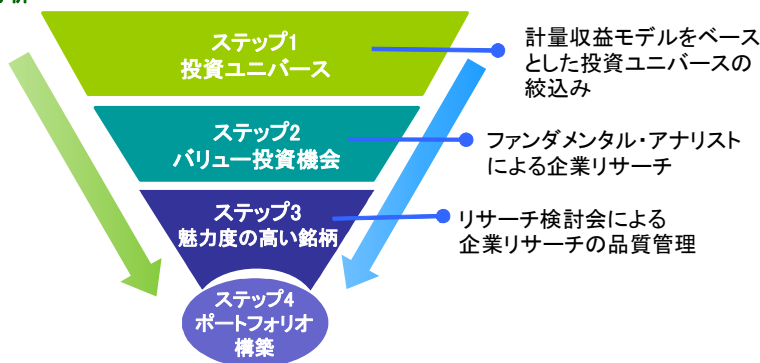 ステップ1
投資ユニバース
計量収益モデルをベース
とした投資ユニバースの
絞込み
ステップ2
バリュー投資機会
ファンダメンタル・アナリスト
による企業リサーチ
ステップ3
魅力度の高い銘柄
リサーチ検討会による
企業リサーチの品質管理
ステップ4
ポートフォリオ
構築